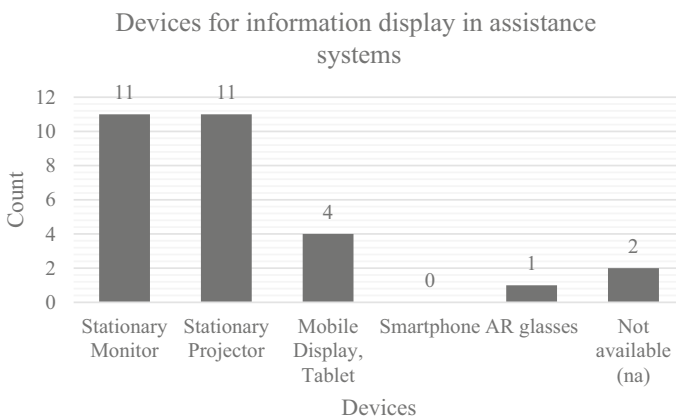 Devices for information display in assistance
systems
12
10
8
6
4
2
0
Count
11
11
4
0
1
2
Stationary
Monitor
Stationary
Projector
Mobile
Display,
Tablet
Smartphone
AR glasses
Not
available
(na)
Devices